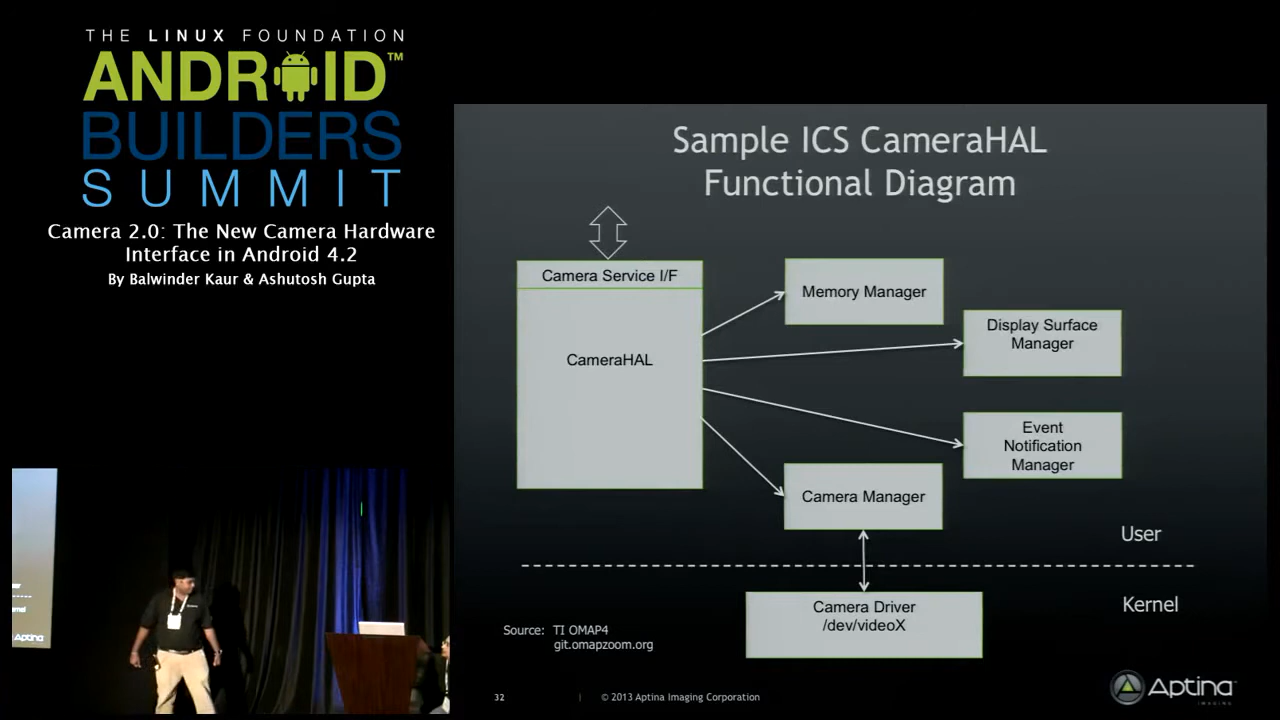 THE LINUX FOUNDATION
ANDROID™
BUILDERS
SUMMIT
Camera 2.0: The New Camera Hardware
Interface in Android 4.2
By Balwinder Kaur & Ashutosh Gupta
Sample ICS CameraHAL
Functional Diagram
Camera Service I/F
CameraHAL
Memory Manager
Display Surface
Manager
Event
Notification
Manager
Camera Manager
User
Kernel
Camera Driver
/dev/videoX
Source: TI OMAP4
git.omapzoom.org
32
© 2013 Aptina Imaging Corporation
Aptina
IMAGING
Aptina